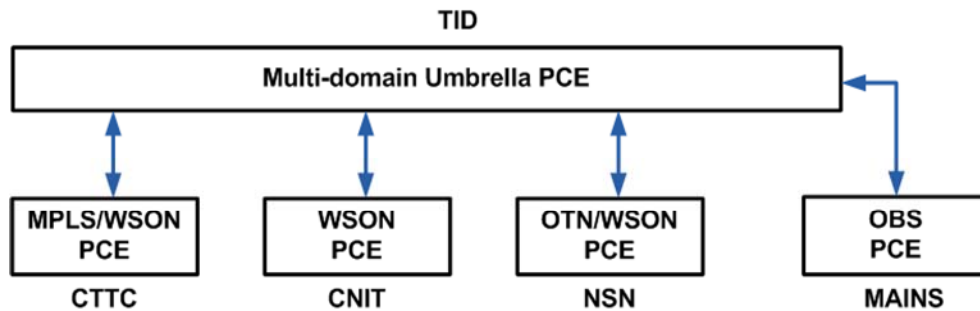 TID
Multi-domain Umbrella PCE
MPLS/WSON
PCE
WSON
PCE
OTN/WSON
PCE
OBS
PCE
CTTC
CNIT
NSN
MAINS